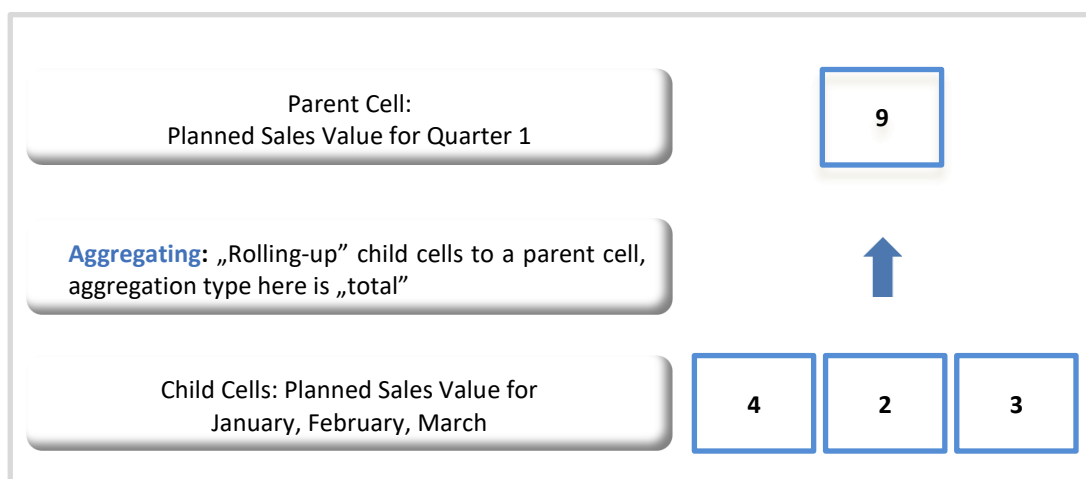 Parent Cell:
Planned Sales Value for Quarter 1
9
Aggregating: „Rolling-up” child cells to a parent cell,
aggregation type here is „total”
Child Cells: Planned Sales Value for
January, February, March
4 2 3